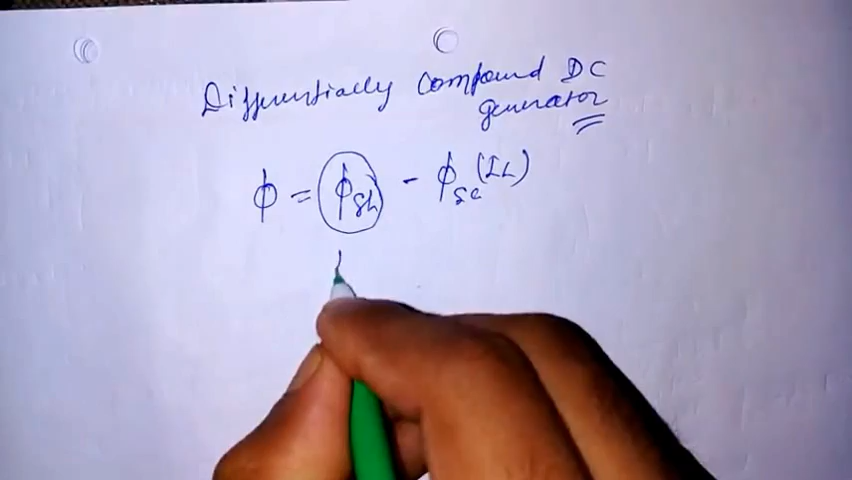 Differentially compound DC
generator
ϕ = ϕsh - ϕse (IL)